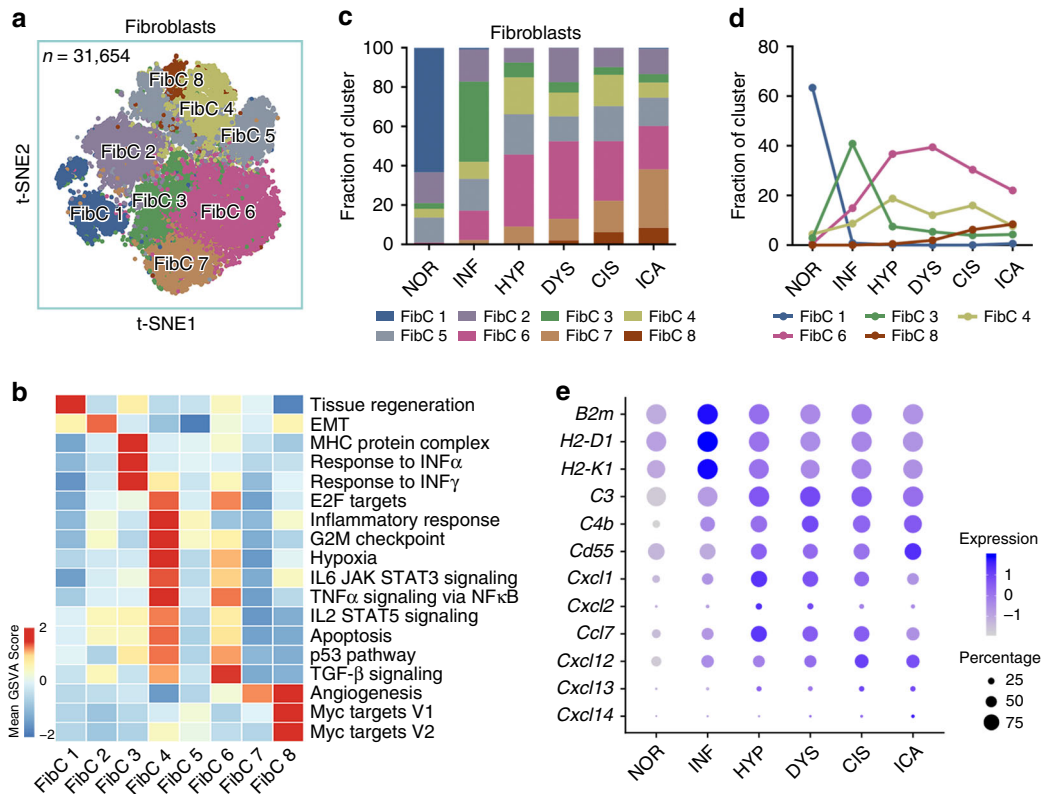 a
Fibroblasts
n = 31,654
FibC 8
FibC 4
FibC 5
FibC 2
FibC 3
FibC 1
FibC 6
FibC 7
t-SNE2
t-SNE1
c
Fibroblasts
Fraction of cluster
100
80
60
40
20
0
NOR INF HYP DYS CIS ICA
FibC 1 FibC 2 FibC 3 FibC 4
FibC 5 FibC 6 FibC 7 FibC 8
d
Fraction of cluster
80
60
40
20
0
NOR INF HYP DYS CIS ICA
FibC 1 FibC 3 FibC 4
FibC 6 FibC 8
b
Tissue regeneration
EMT
MHC protein complex
Response to INFα
Response to INFγ
E2F targets
Inflammatory response
G2M checkpoint
Hypoxia
IL6 JAK STAT3 signaling
TNFα signaling via NFκB
IL2 STAT5 signaling
Apoptosis
p53 pathway
TGF-β signaling
Angiogenesis
Myc targets V1
Myc targets V2
Mean GSVA Score
2
0
−2
FibC 1 FibC 2 FibC 3 FibC 4 FibC 5 FibC 6 FibC 7 FibC 8
e
B2m
H2-D1
H2-K1
C3
C4b
Cd55
Cxcl1
Cxcl2
Ccl7
Cxcl12
Cxcl13
Cxcl14
NOR INF HYP DYS CIS ICA
Expression
1
0
−1
Percentage
25
50
75